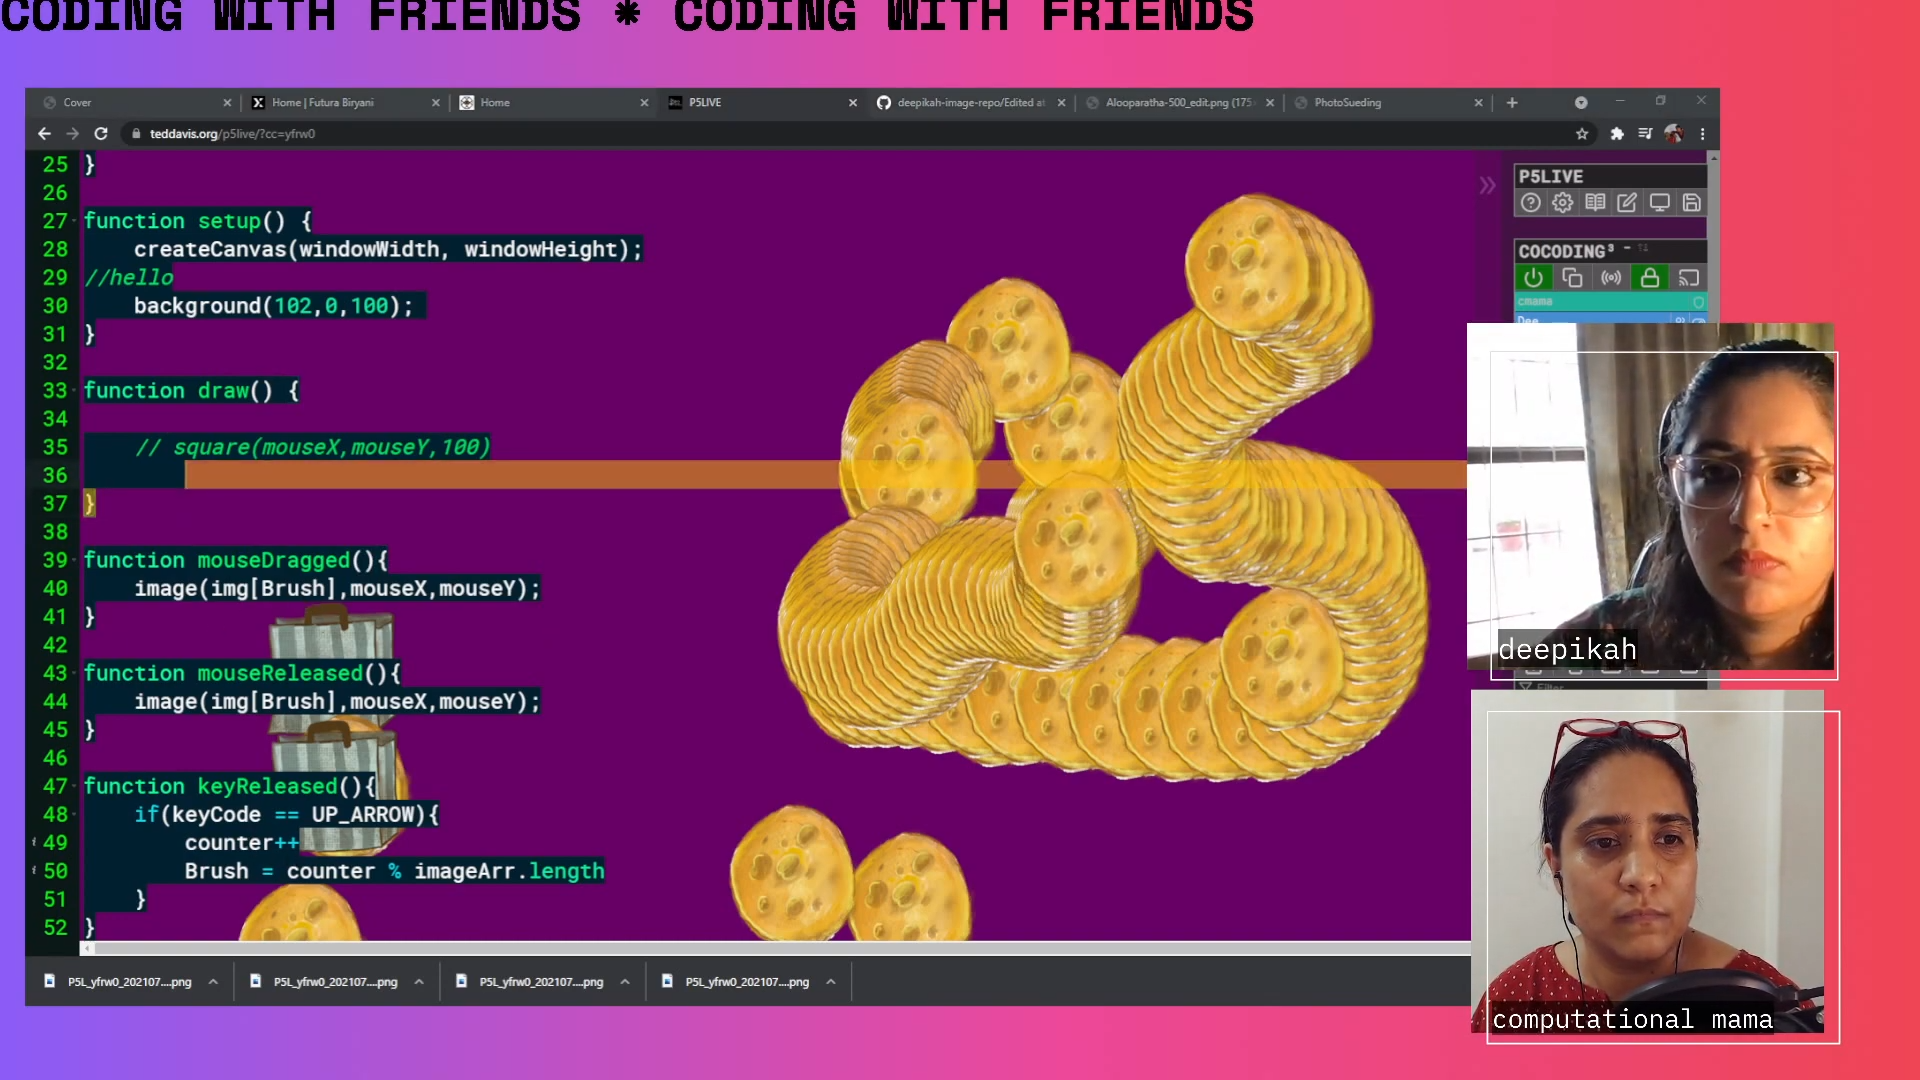 CODING WITH FRIENDS * CODING WITH FRIENDS
Cover
Home | Futura Biryani
Home
P5LIVE
deepikah-image-repo/Edited at
Alooparatha-500_edit.png (175
PhotoSueding
teddavis.org/p5live/?cc=yfrw0
25 }
26
27 function setup() {
28 createCanvas(windowWidth, windowHeight);
29 //hello
30 background(102,0,100);
31 }
32
33 function draw() {
34
35 // square(mouseX,mouseY,100)
36
37 }
38
39 function mouseDragged(){
40 image(img[Brush],mouseX,mouseY);
41 }
42
43 function mouseReleased(){
44 image(img[Brush],mouseX,mouseY);
45 }
46
47 function keyReleased(){
48 if(keyCode == UP_ARROW){
49 counter++
50 Brush = counter % imageArr.length
51 }
52 }
P5LIVE
COCODING³
cmama
Dee
Filter
deepikah
computational mama
P5L_yfrw0_202107....png
P5L_yfrw0_202107....png
P5L_yfrw0_202107....png
P5L_yfrw0_202107....png